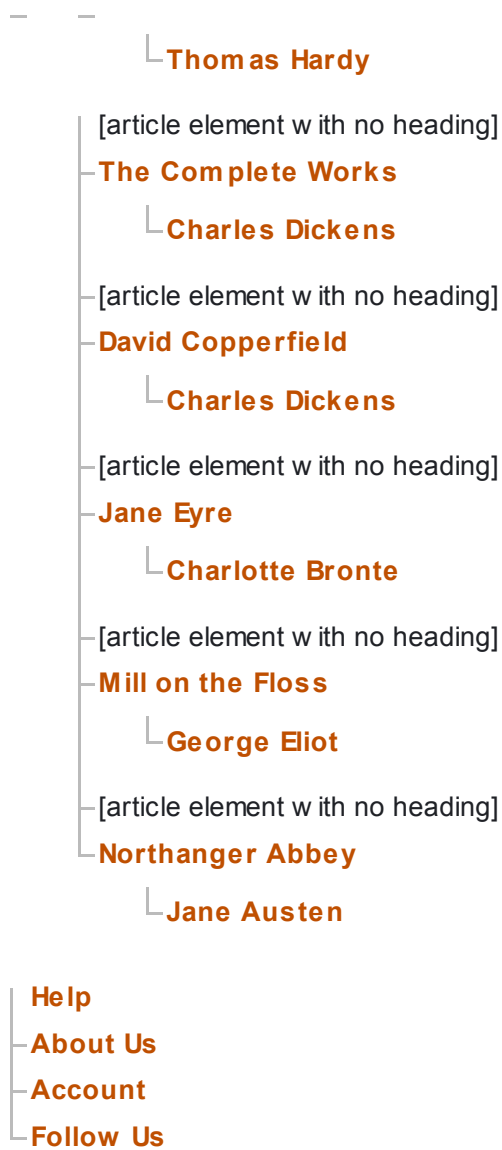 Thomas Hardy
[article element with no heading]
The Complete Works
Charles Dickens
[article element with no heading]
David Copperfield
Charles Dickens
[article element with no heading]
Jane Eyre
Charlotte Bronte
[article element with no heading]
Mill on the Floss
George Eliot
[article element with no heading]
Northanger Abbey
Jane Austen
Help
About Us
Account
Follow Us